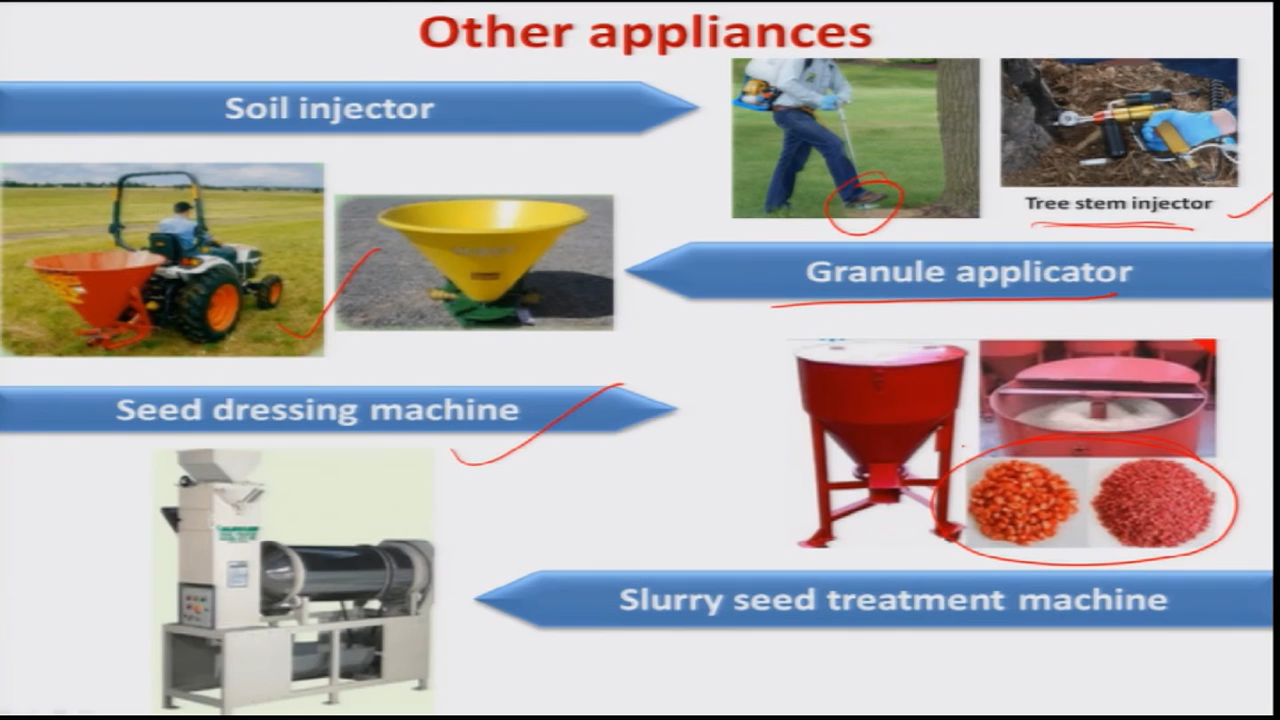 Other appliances
Soil injector
Tree stem injector
Granule applicator
Seed dressing machine
Slurry seed treatment machine